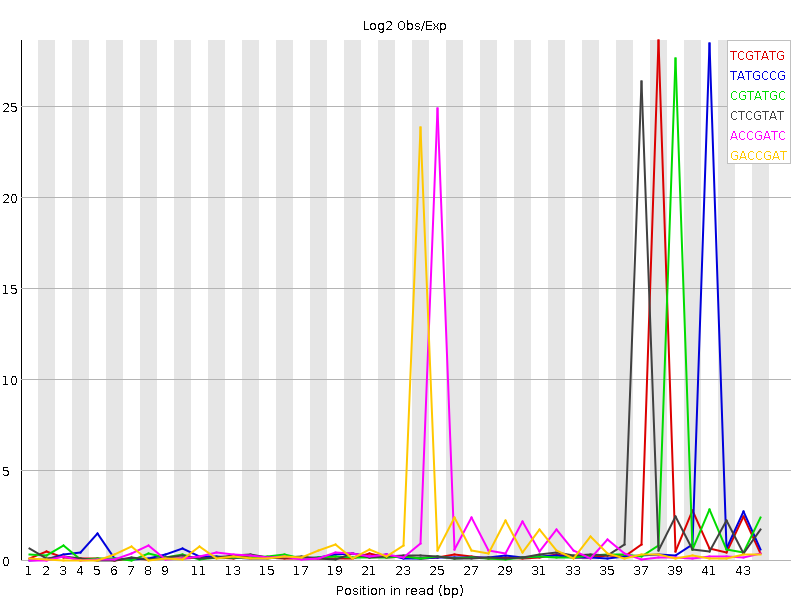 Log2 Obs/Exp
TCGTATG
TATGCCG
CGTATGC
CTCGTAT
ACCGATC
GACCGAT
25
20
15
10
5
0
1 2 3 4 5 6 7 8 9 11 13 15 17 19 21 23 25 27 29 31 33 35 37 39 41 43
Position in read (bp)